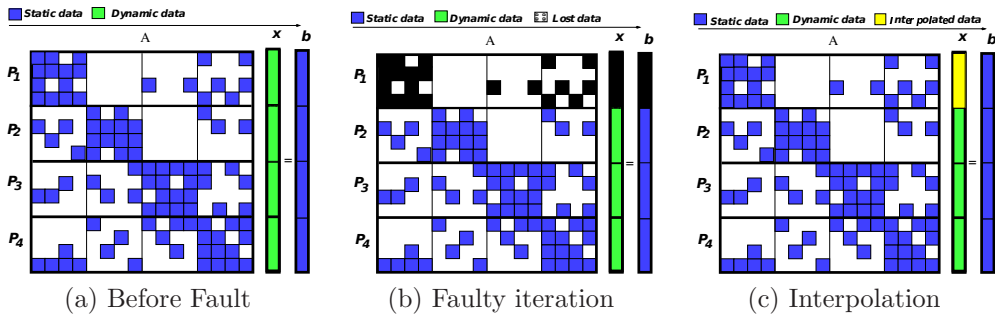 Static data Dynamic data
A
x
b
P1
P2
P3
P4
=
(a) Before Fault
Static data Dynamic data Lost data
A
x
b
P1
P2
P3
P4
=
(b) Faulty iteration
Static data Dynamic data Interpolated data
A
x
b
P1
P2
P3
P4
=
(c) Interpolation